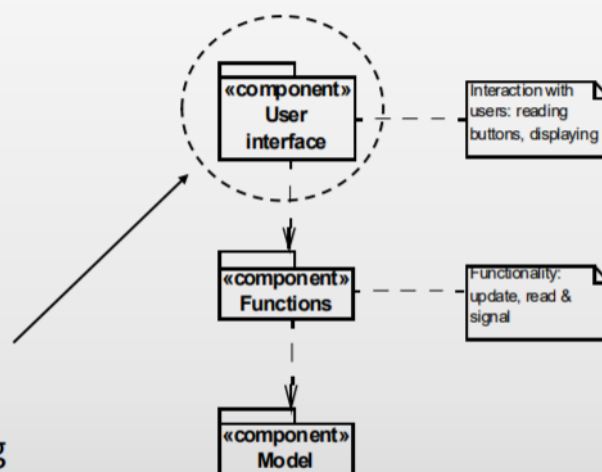 «component»
User
interface
Interaction with
users: reading
buttons, displaying
«component»
Functions
Functionality:
update, read &
signal
«component»
Model
g